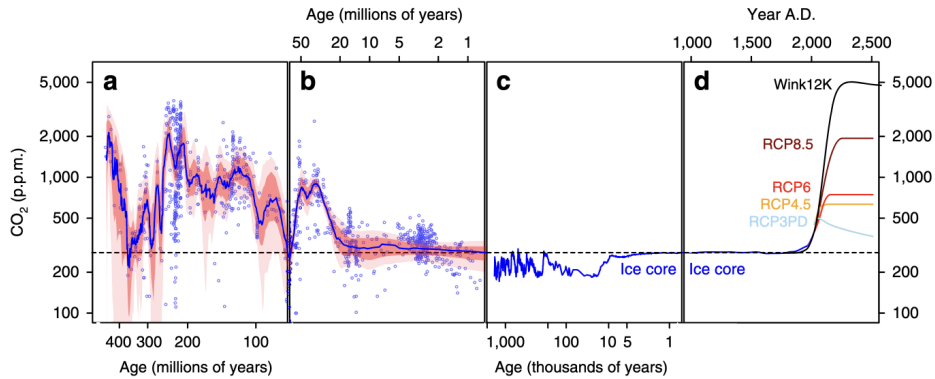 Age (millions of years)
50 20 10 5 2 1
Year A.D.
1,000 1,500 2,000 2,500
a
b
c
d
CO2 (p.p.m.)
5,000
2,000
1,000
500
200
100
Wink12K
RCP8.5
RCP6
RCP4.5
RCP3PD
Ice core
Ice core
5,000
2,000
1,000
500
200
100
400 300 200 100
Age (millions of years)
1,000 100 10 5 1
Age (thousands of years)